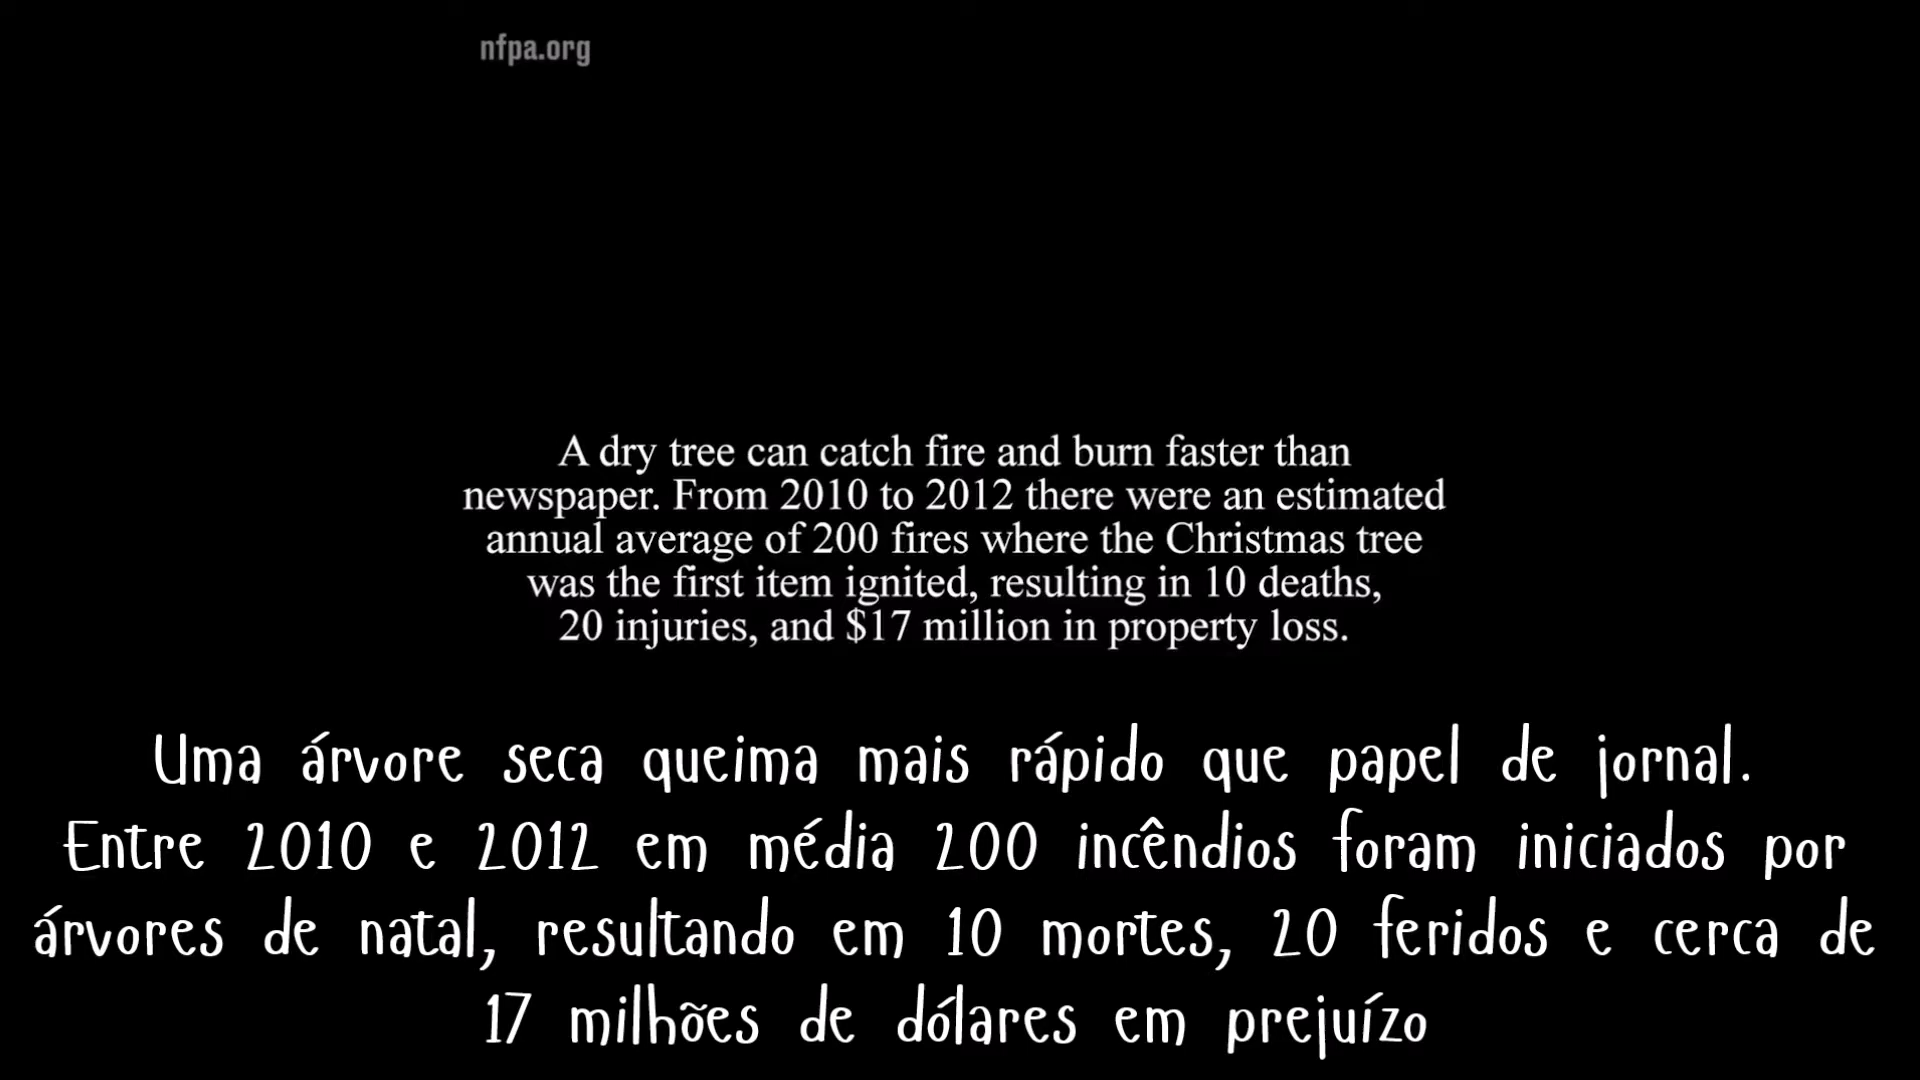 nfpa.org
A dry tree can catch fire and burn faster than
newspaper. From 2010 to 2012 there were an estimated
annual average of 200 fires where the Christmas tree
was the first item ignited, resulting in 10 deaths,
20 injuries, and $17 million in property loss.
Uma árvore seca queima mais rápido que papel de jornal.
Entre 2010 e 2012 em média 200 incêndios foram iniciados por
árvores de natal, resultando em 10 mortes, 20 feridos e cerca de
17 milhões de dólares em prejuízo